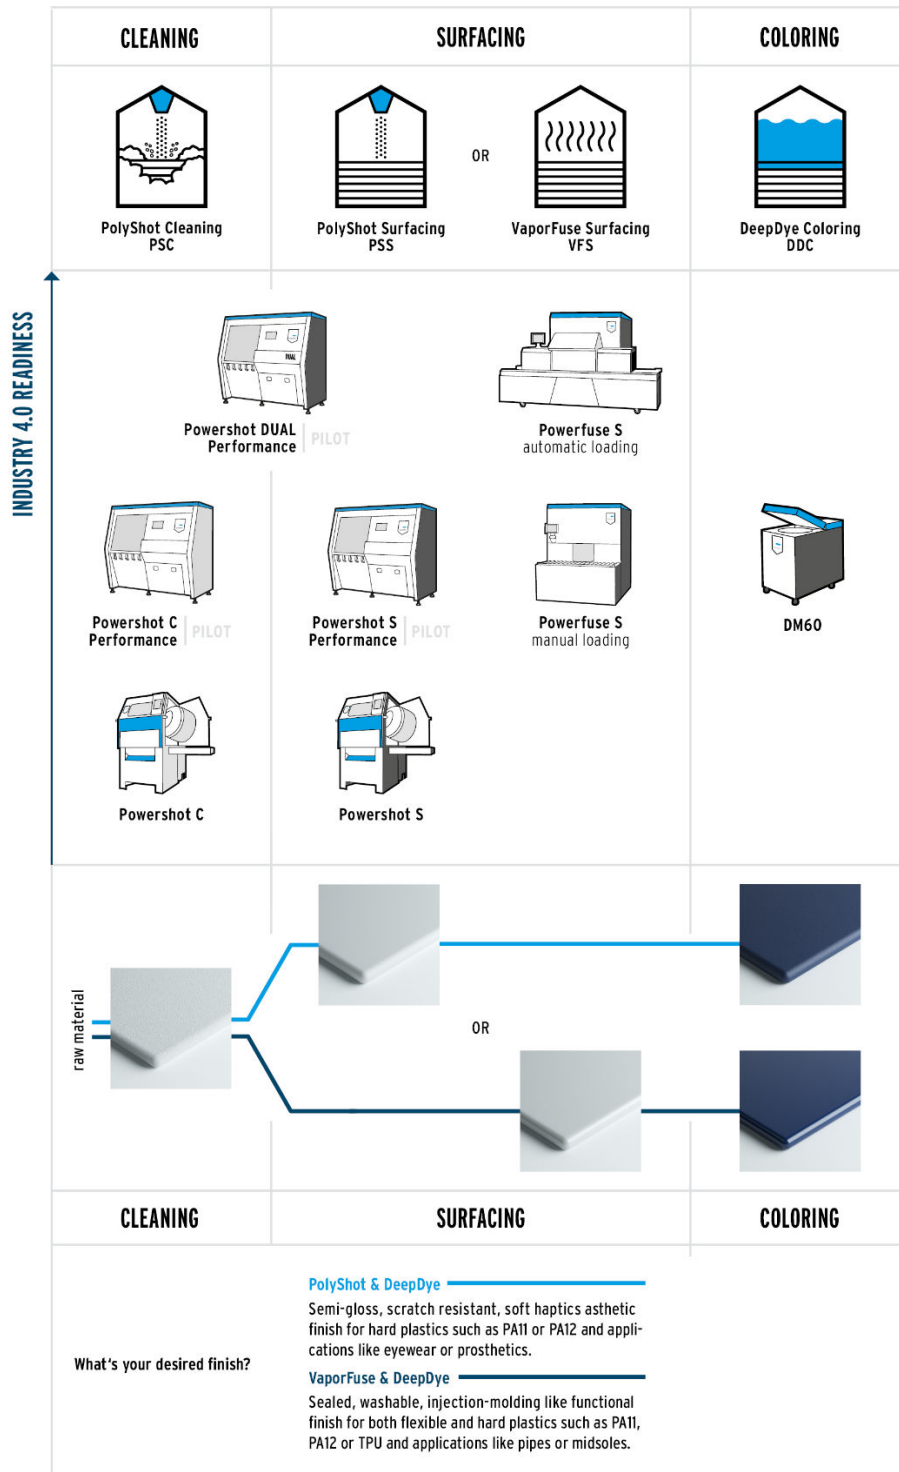 CLEANING
SURFACING
COLORING
PolyShot Cleaning
PSC
PolyShot Surfacing
PSS
OR
VaporFuse Surfacing
VFS
DeepDye Coloring
DDC
INDUSTRY 4.0 READINESS
DUAL
Powershot DUAL
Performance
PILOT
Powerfuse S
automatic loading
Powershot C
Performance
PILOT
Powershot S
Performance
PILOT
Powerfuse S
manual loading
DM60
Powershot C
Powershot S
raw material
OR
CLEANING
SURFACING
COLORING
What's your desired finish?
PolyShot & DeepDye
Semi-gloss, scratch resistant, soft haptics asthetic
finish for hard plastics such as PA11 or PA12 and appli-
cations like eyewear or prosthetics.
VaporFuse & DeepDye
Sealed, washable, injection-molding like functional
finish for both flexible and hard plastics such as PA11,
PA12 or TPU and applications like pipes or midsoles.